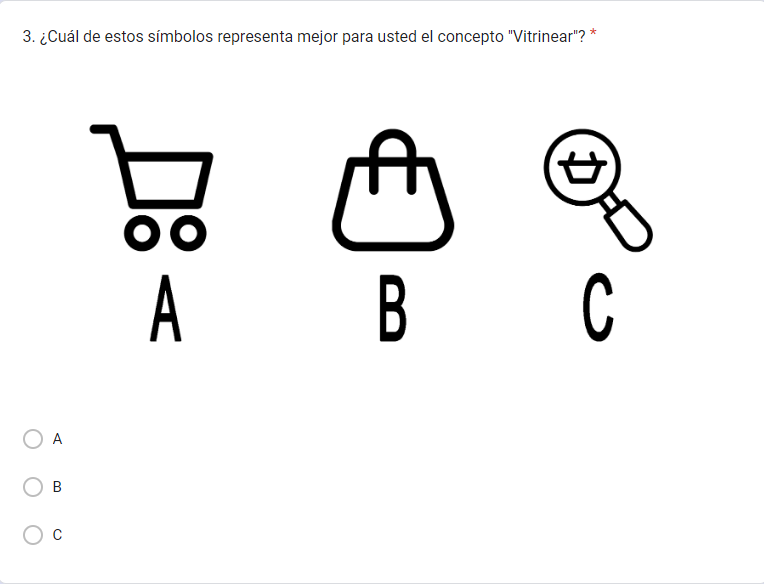 3. ¿Cuál de estos símbolos representa mejor para usted el concepto "Vitrinear"? *
A B C
A
B
C